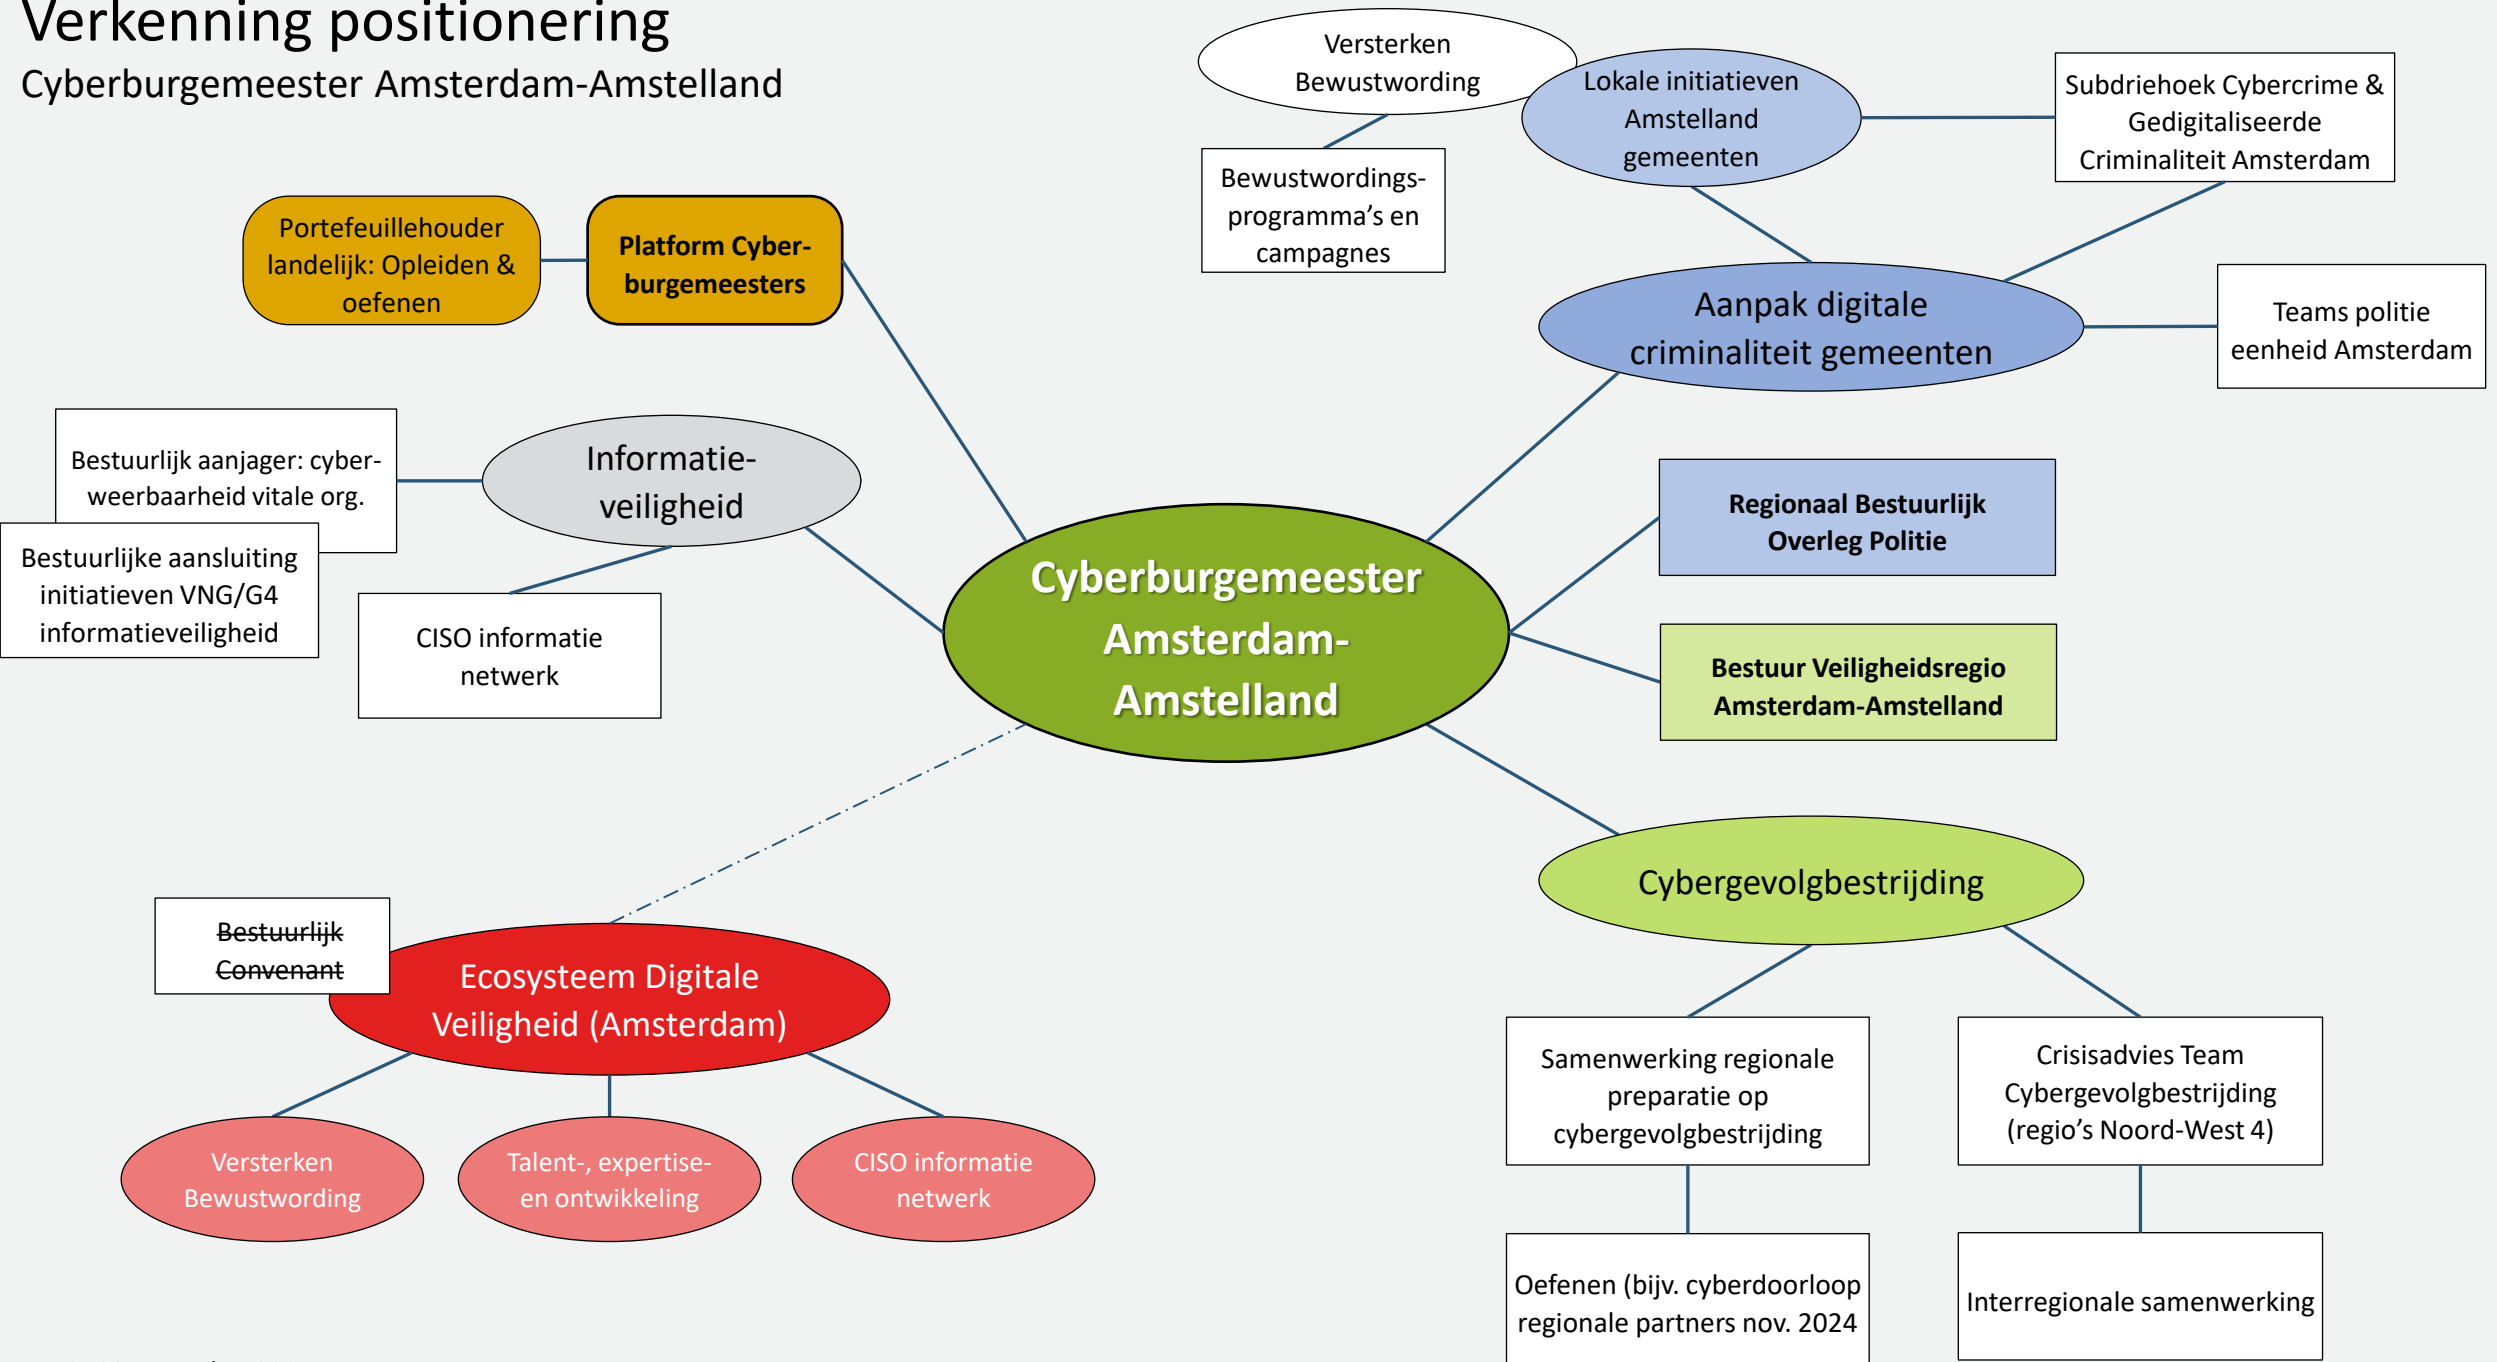 Verkenning positionering
Cyberburgemeester Amsterdam-Amstelland
Versterken
Bewustwording
Lokale initiatieven
Amstelland
gemeenten
Subdriehoek Cybercrime &
Gedigitaliseerde
Criminaliteit Amsterdam
Bewustwordings-
programma's en
campagnes
Portefeuillehouder
landelijk: Opleiden &
oefenen
Platform Cyber-
burgemeesters
Aanpak digitale
criminaliteit gemeenten
Teams politie
eenheid Amsterdam
Bestuurlijk aanjager: cyber-
weerbaarheid vitale org.
Informatie-
veiligheid
Bestuurlijke aansluiting
initiatieven VNG/G4
informatieveiligheid
CISO informatie
netwerk
Cyberburgemeester
Amsterdam-
Amstelland
Regionaal Bestuurlijk
Overleg Politie
Bestuur Veiligheidsregio
Amsterdam-Amstelland
Cybergevolgbestrijding
Bestuurlijk
Convenant
Ecosysteem Digitale
Veiligheid (Amsterdam)
Samenwerking regionale
preparatie op
cybergevolgbestrijding
Crisisadvies Team
Cybergevolgbestrijding
(regio's Noord-West 4)
Versterken
Bewustwording
Talent-, expertise-
en ontwikkeling
CISO informatie
netwerk
Oefenen (bijv. cyberdoorloop
regionale partners nov. 2024
Interregionale samenwerking